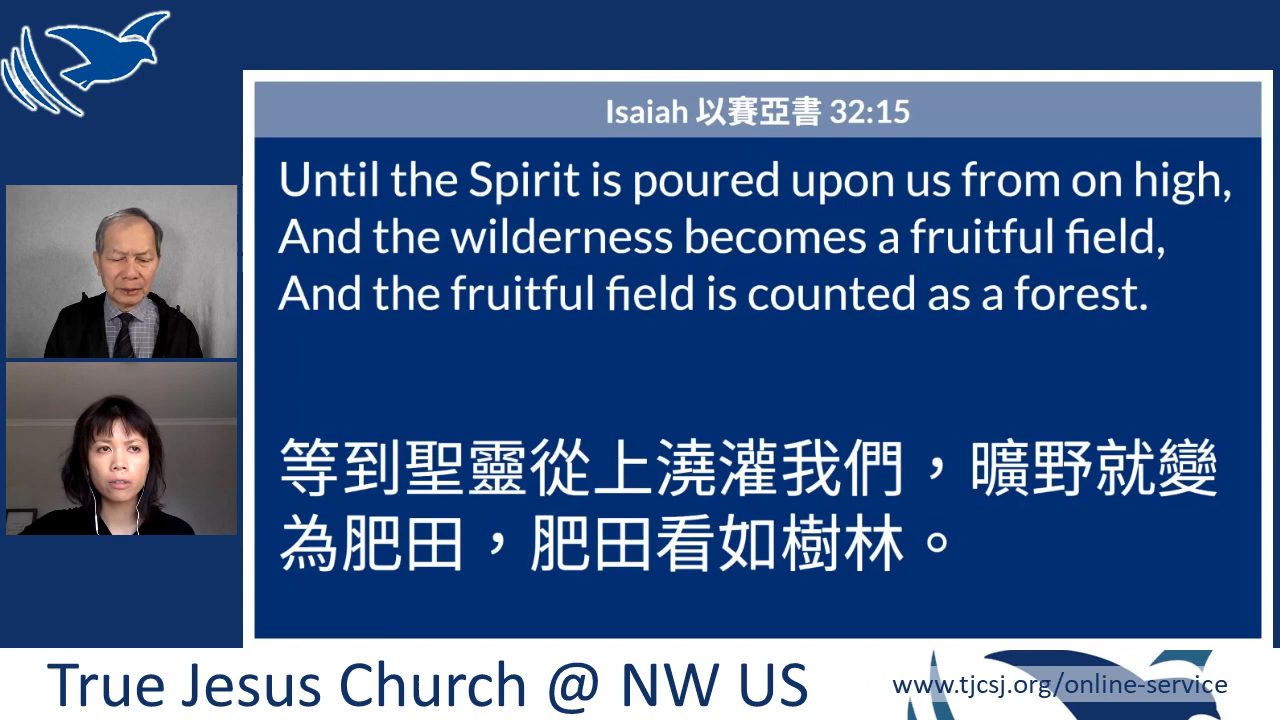 Isaiah 以賽亞書 32:15
Until the Spirit is poured upon us from on high,
And the wilderness becomes a fruitful field,
And the fruitful field is counted as a forest.
等到聖靈從上澆灌我們，曠野就變
為肥田，肥田看如樹林。
True Jesus Church @ NW US
www.tjcsj.org/online-service